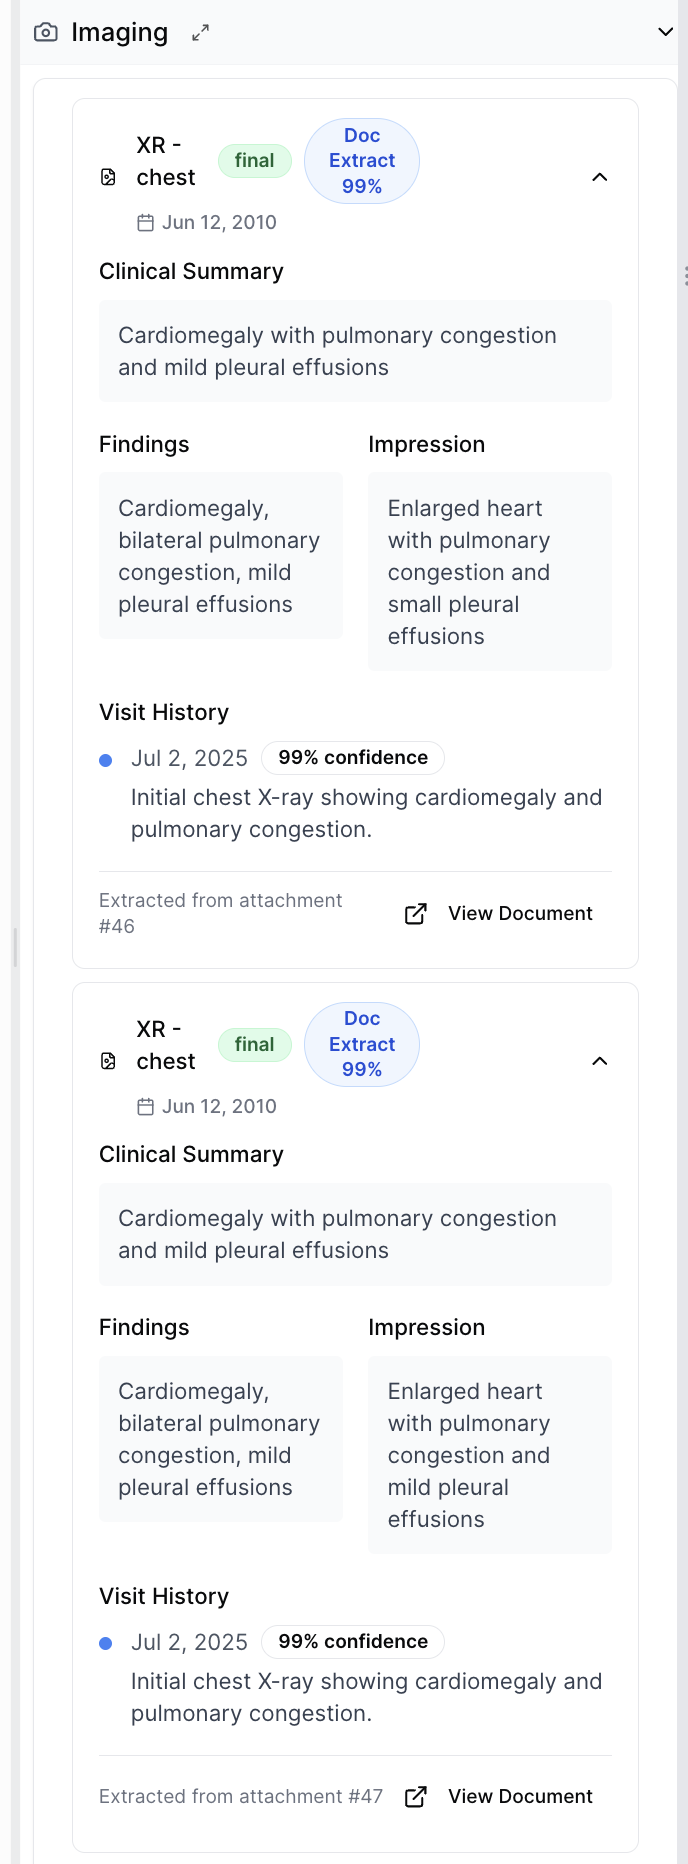 Imaging
XR -
chest
final
Doc
Extract
99%
Jun 12, 2010
Clinical Summary
Cardiomegaly with pulmonary congestion
and mild pleural effusions
Findings
Cardiomegaly,
bilateral pulmonary
congestion, mild
pleural effusions
Impression
Enlarged heart
with pulmonary
congestion and
small pleural
effusions
Visit History
Jul 2, 2025
99% confidence
Initial chest X-ray showing cardiomegaly and
pulmonary congestion.
Extracted from attachment
#46
View Document
XR -
chest
final
Doc
Extract
99%
Jun 12, 2010
Clinical Summary
Cardiomegaly with pulmonary congestion
and mild pleural effusions
Findings
Cardiomegaly,
bilateral pulmonary
congestion, mild
pleural effusions
Impression
Enlarged heart
with pulmonary
congestion and
mild pleural
effusions
Visit History
Jul 2, 2025
99% confidence
Initial chest X-ray showing cardiomegaly and
pulmonary congestion.
Extracted from attachment #47
View Document